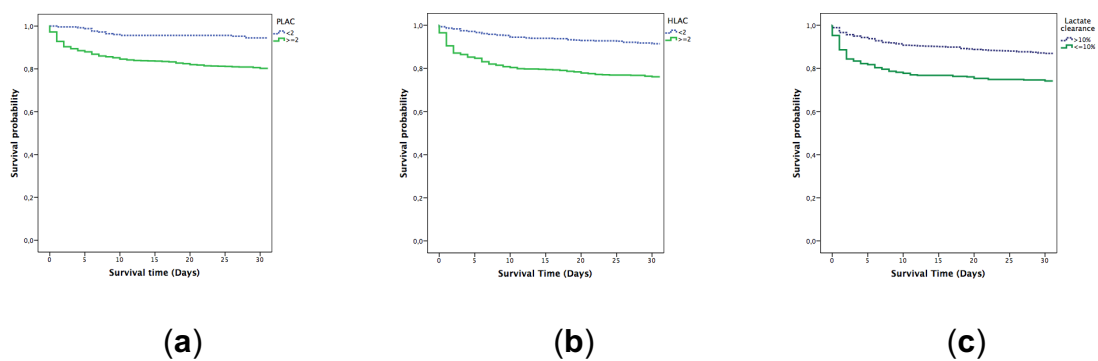 PLAC
<2
>=2
1,0
0,8
0,6
0,4
0,2
0,0
Survival probability
0 5 10 15 20 25 30
Survival time (Days)
(a)
HLAC
<2
>=2
1,0
0,8
0,6
0,4
0,2
0,0
Survival probability
0 5 10 15 20 25 30
Survival Time (Days)
(b)
Lactate
clearance
>10%
<=10%
1,0
0,8
0,6
0,4
0,2
0,0
Survival probability
0 5 10 15 20 25 30
Survival Time (Days)
(c)